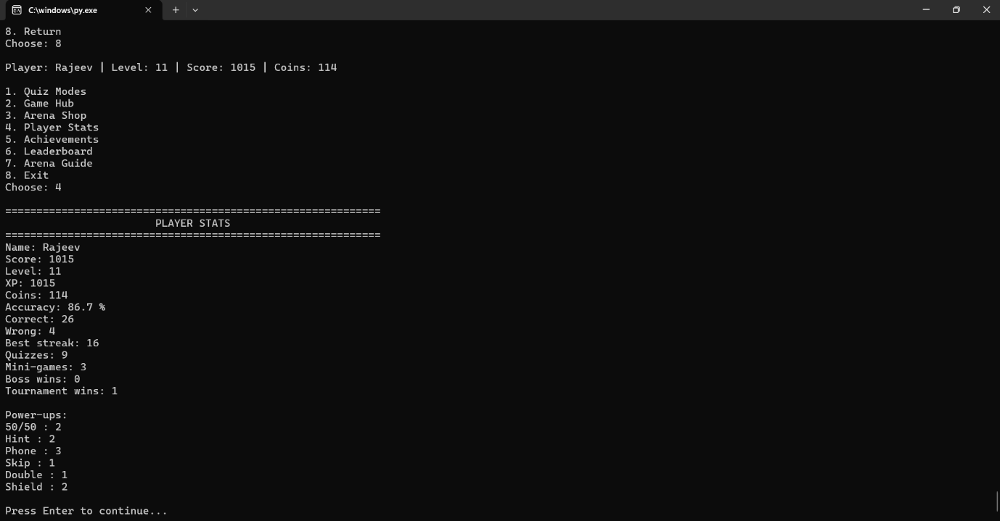 C:\windows\py.exe
8. Return
Choose: 8
Player: Rajeev | Level: 11 | Score: 1015 | Coins: 114
1. Quiz Modes
2. Game Hub
3. Arena Shop
4. Player Stats
5. Achievements
6. Leaderboard
7. Arena Guide
8. Exit
Choose: 4
============================================================
PLAYER STATS
============================================================
Name: Rajeev
Score: 1015
Level: 11
XP: 1015
Coins: 114
Accuracy: 86.7 %
Correct: 26
Wrong: 4
Best streak: 16
Quizzes: 9
Mini-games: 3
Boss wins: 0
Tournament wins: 1
Power-ups:
50/50 : 2
Hint : 2
Phone : 3
Skip : 1
Double : 1
Shield : 2
Press Enter to continue...